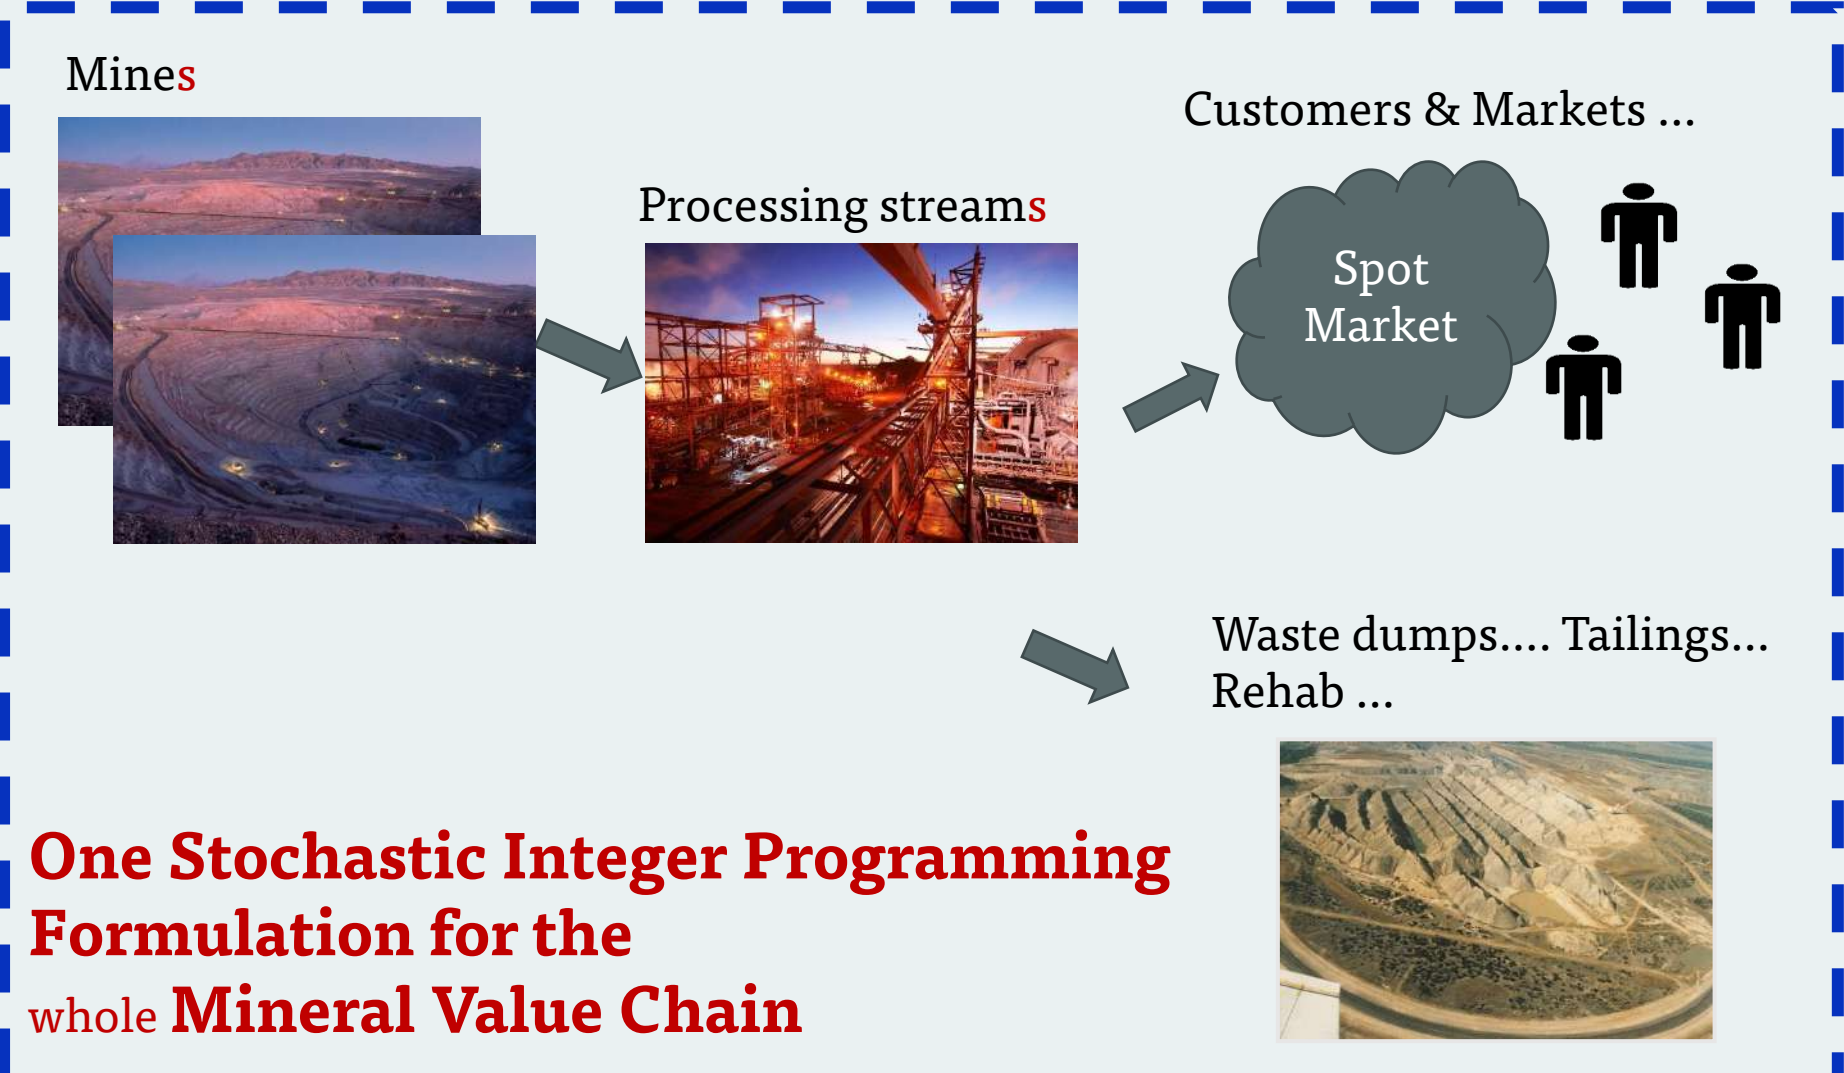 Mines
Customers & Markets ...
Processing streams
Spot
Market
Waste dumps.... Tailings...
Rehab ...
One Stochastic Integer Programming
Formulation for the
whole Mineral Value Chain